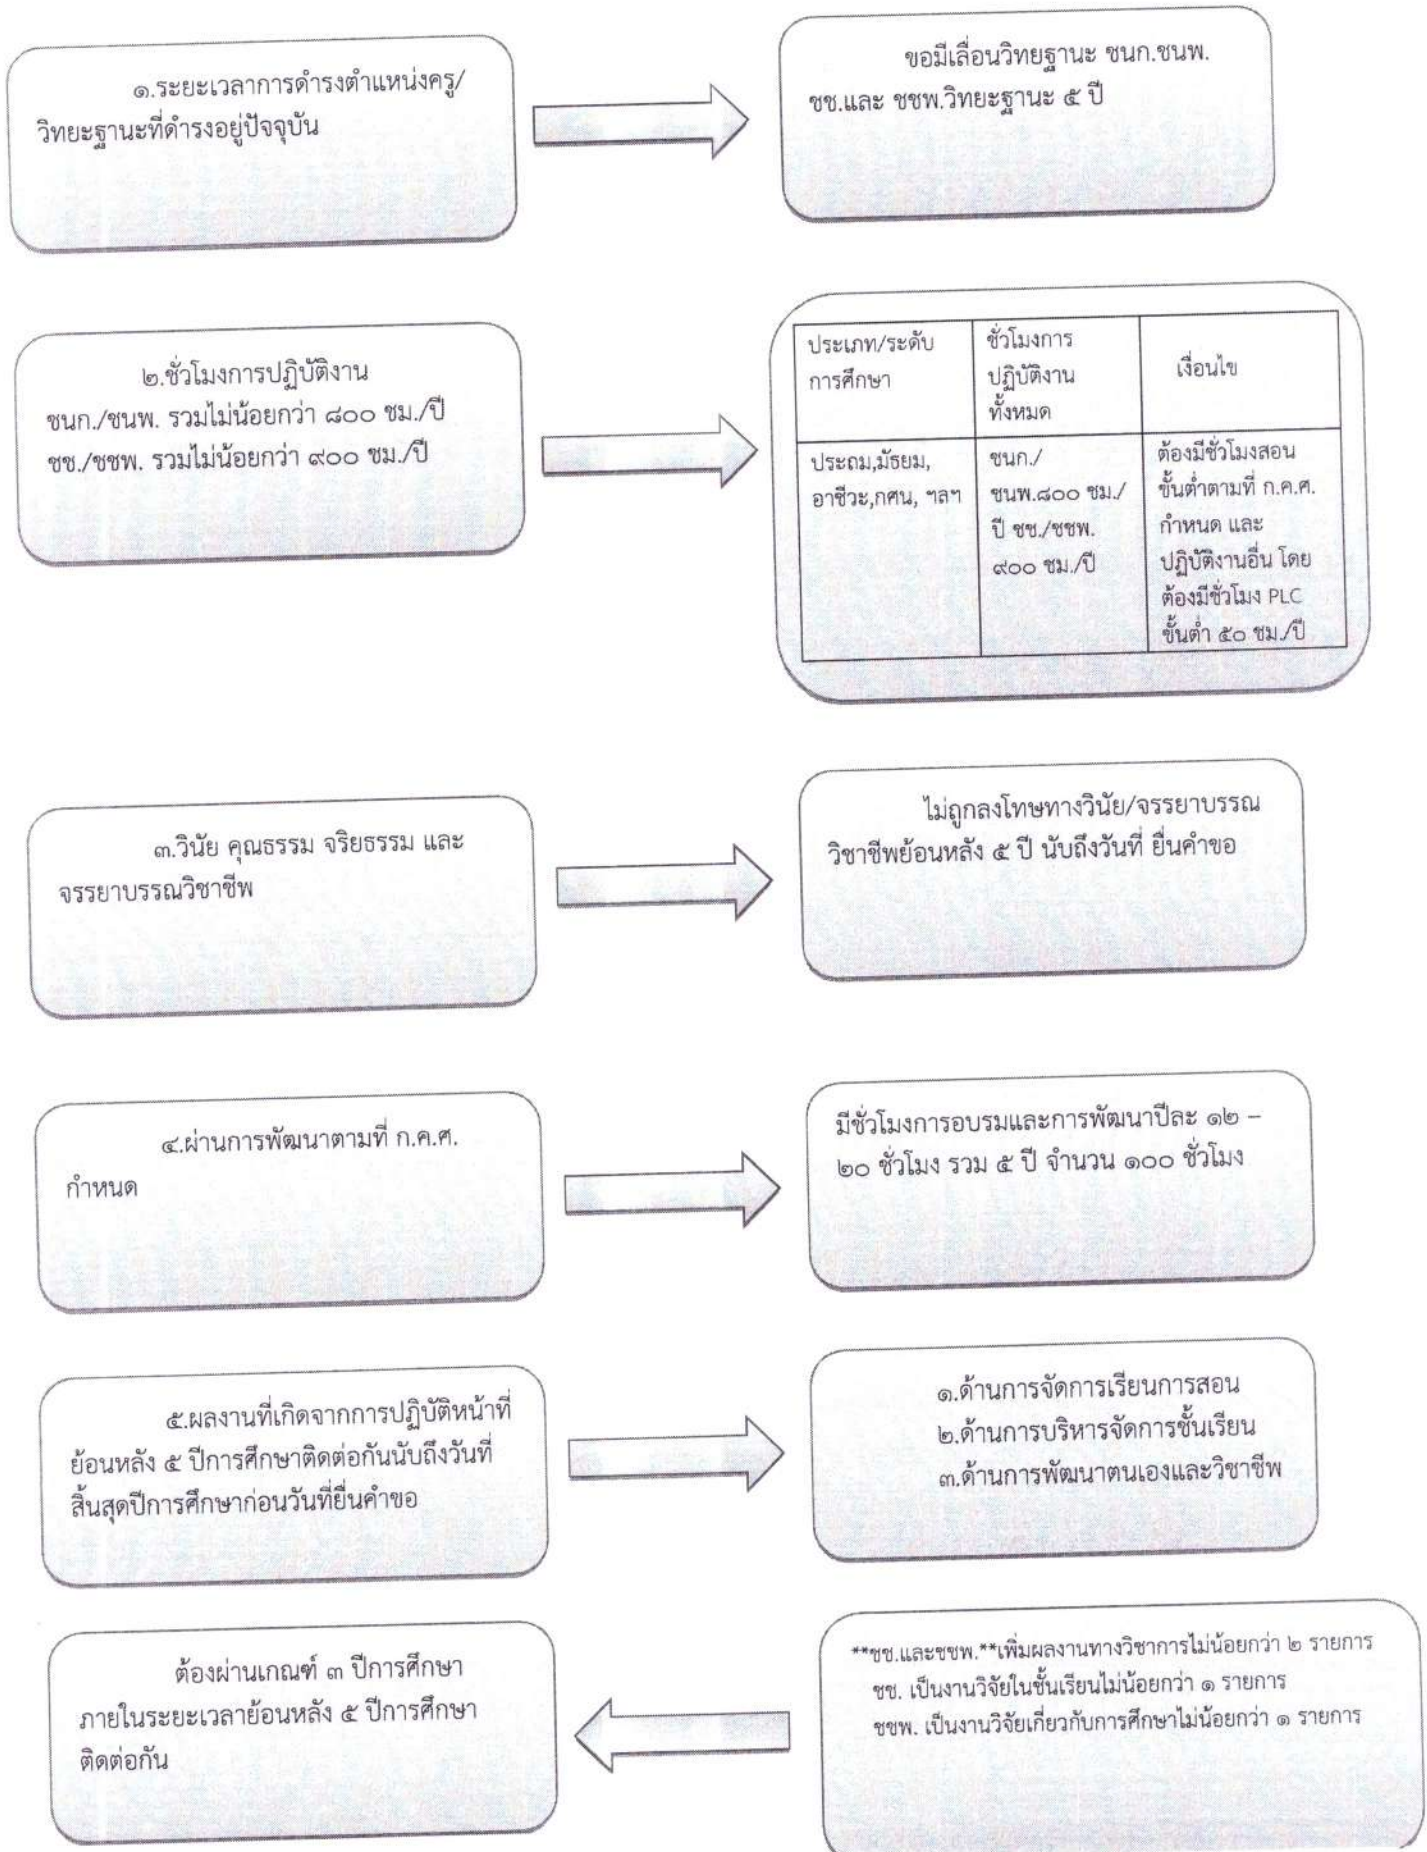 ๑.ระยะเวลาการดำรงตำแหน่งครู/
วิทยะฐานะที่ดำรงอยู่ปัจจุบัน
ขอมีเลื่อนวิทยฐานะ ชนก.ชนพ.
ชช.และ ชชพ.วิทยะฐานะ ๕ ปี
๒.ชั่วโมงการปฏิบัติงาน
ชนก./ชนพ. รวมไม่น้อยกว่า ๘๐๐ ชม./ปี
ชช./ชชพ. รวมไม่น้อยกว่า ๙๐๐ ชม./ปี
ประเภท/ระดับ
การศึกษา
ชั่วโมงการ
ปฏิบัติงาน
ทั้งหมด
เงื่อนไข
ประถม,มัธยม,
อาชีวะ,กศน, ฯลฯ
ชนก./
ชนพ.๘๐๐ ชม./
ปี ชช./ชชพ.
๙๐๐ ชม./ปี
ต้องมีชั่วโมงสอน
ขั้นต่ำตามที่ ก.ค.ศ.
กำหนด และ
ปฏิบัติงานอื่น โดย
ต้องมีชั่วโมง PLC
ขั้นต่ำ ๕๐ ชม./ปี
๓.วินัย คุณธรรม จริยธรรม และ
จรรยาบรรณวิชาชีพ
ไม่ถูกลงโทษทางวินัย/จรรยาบรรณ
วิชาชีพย้อนหลัง ๕ ปี นับถึงวันที่ ยื่นคำขอ
๔.ผ่านการพัฒนาตามที่ ก.ค.ศ.
กำหนด
มีชั่วโมงการอบรมและการพัฒนาปีละ ๑๒ –
๒๐ ชั่วโมง รวม ๕ ปี จำนวน ๑๐๐ ชั่วโมง
๕.ผลงานที่เกิดจากการปฏิบัติหน้าที่
ย้อนหลัง ๕ ปีการศึกษาติดต่อกันนับถึงวันที่
สิ้นสุดปีการศึกษาก่อนวันที่ยื่นคำขอ
๑.ด้านการจัดการเรียนการสอน
๒.ด้านการบริหารจัดการชั้นเรียน
๓.ด้านการพัฒนาตนเองและวิชาชีพ
ต้องผ่านเกณฑ์ ๓ ปีการศึกษา
ภายในระยะเวลาย้อนหลัง ๕ ปีการศึกษา
ติดต่อกัน
**ชช.และชชพ.**เพิ่มผลงานทางวิชาการไม่น้อยกว่า ๒ รายการ
ชช. เป็นงานวิจัยในชั้นเรียนไม่น้อยกว่า ๑ รายการ
ชชพ. เป็นงานวิจัยเกี่ยวกับการศึกษาไม่น้อยกว่า ๑ รายการ